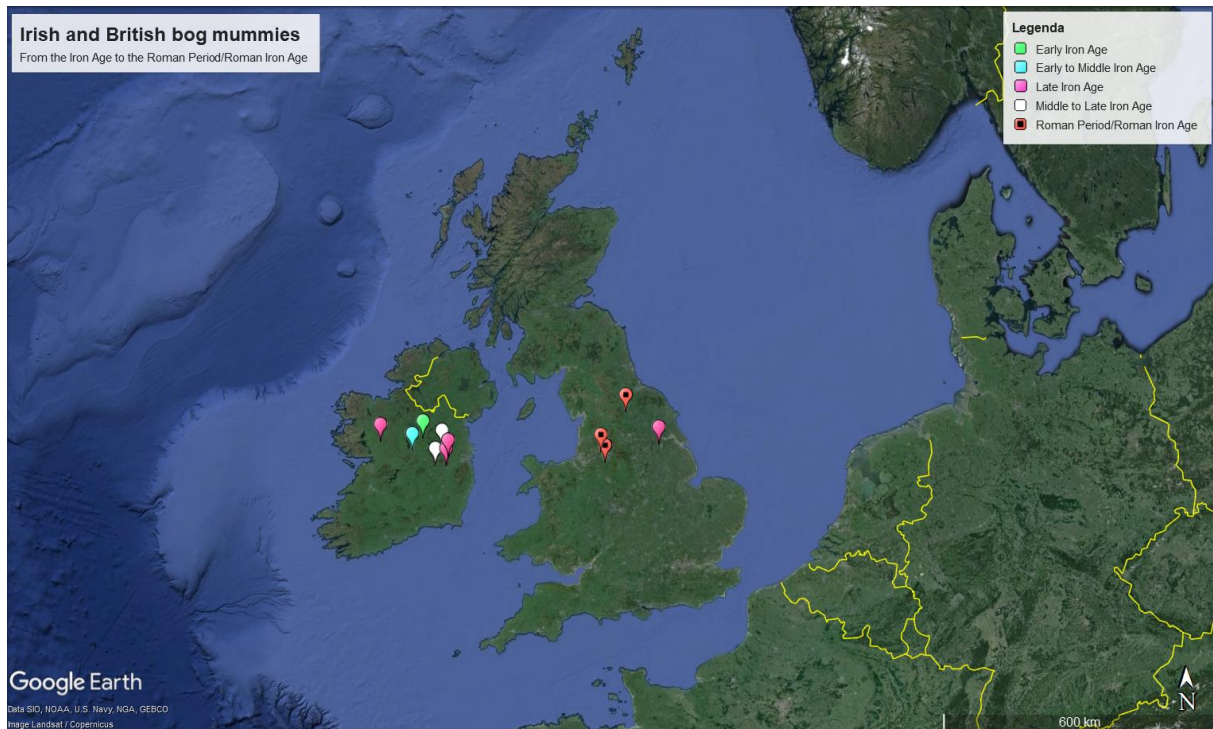 Irish and British bog mummies
From the Iron Age to the Roman Period/Roman Iron Age
Legenda
Early Iron Age
Early to Middle Iron Age
Late Iron Age
Middle to Late Iron Age
Roman Period/Roman Iron Age
Google Earth
Data SIO, NOAA, U.S. Navy, NGA, GEBCO
Image Landsat / Copernicus
N
600 km